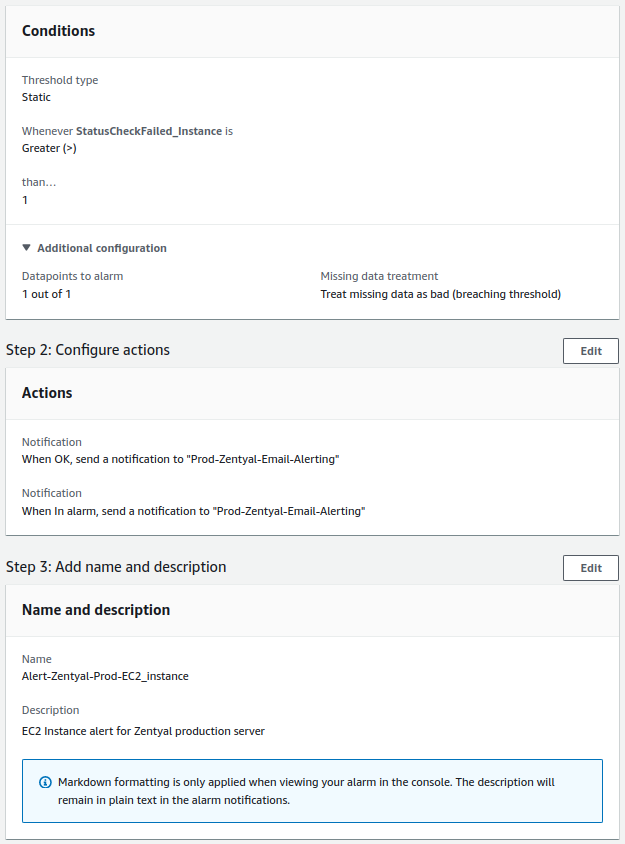 Conditions
Threshold type
Static
Whenever StatusCheckFailed_Instance is
Greater (>)
than…
1
Additional configuration
Datapoints to alarm
1 out of 1
Missing data treatment
Treat missing data as bad (breaching threshold)
Step 2: Configure actions
Edit
Actions
Notification
When OK, send a notification to "Prod-Zentyal-Email-Alerting"
Notification
When In alarm, send a notification to "Prod-Zentyal-Email-Alerting"
Step 3: Add name and description
Edit
Name and description
Name
Alert-Zentyal-Prod-EC2_instance
Description
EC2 Instance alert for Zentyal production server
Markdown formatting is only applied when viewing your alarm in the console. The description will
remain in plain text in the alarm notifications.